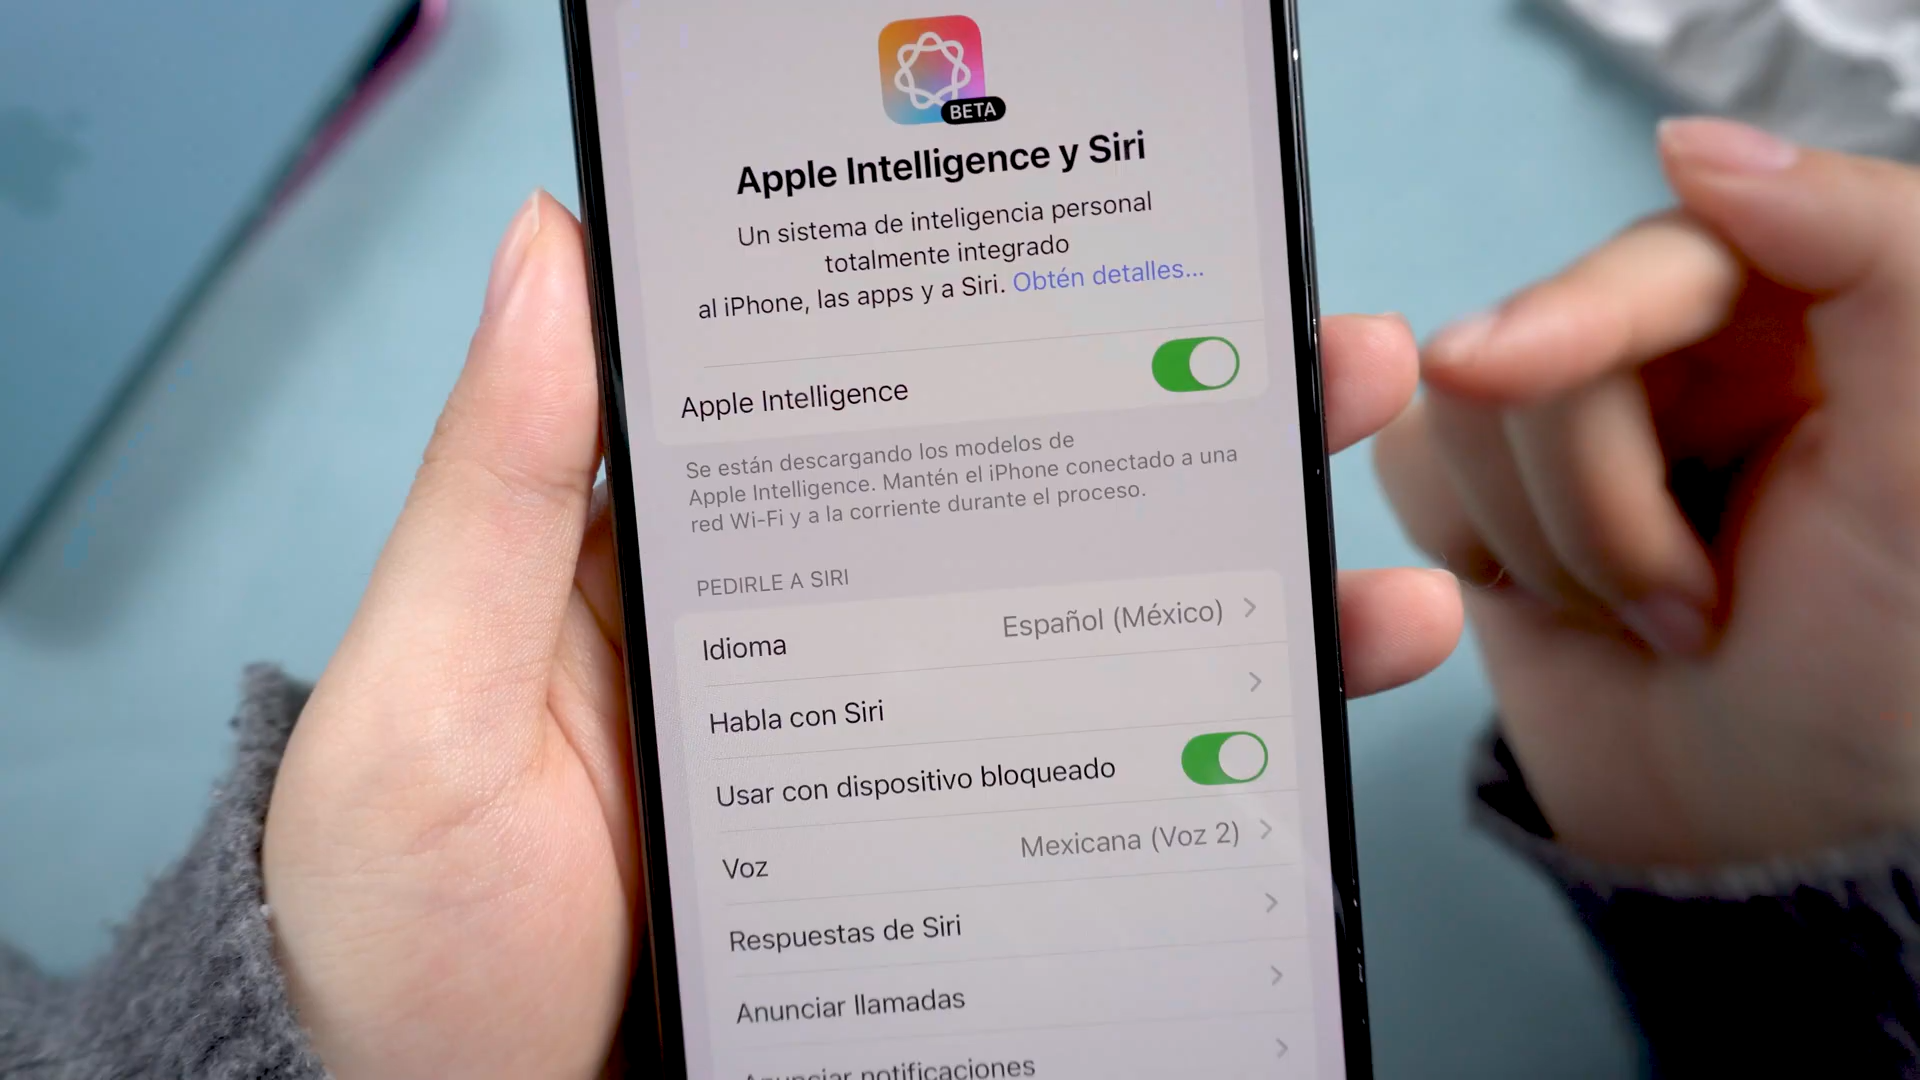 BETA
Apple Intelligence y Siri
Un sistema de inteligencia personal
totalmente integrado
al iPhone, las apps y a Siri. Obtén detalles...
Apple Intelligence
Se están descargando los modelos de
Apple Intelligence. Mantén el iPhone conectado a una
red Wi-Fi y a la corriente durante el proceso.
PEDIRLE A SIRI
Idioma Español (México)
Habla con Siri
Usar con dispositivo bloqueado
Voz Mexicana (Voz 2)
Respuestas de Siri
Anunciar llamadas
Anunciar notificaciones